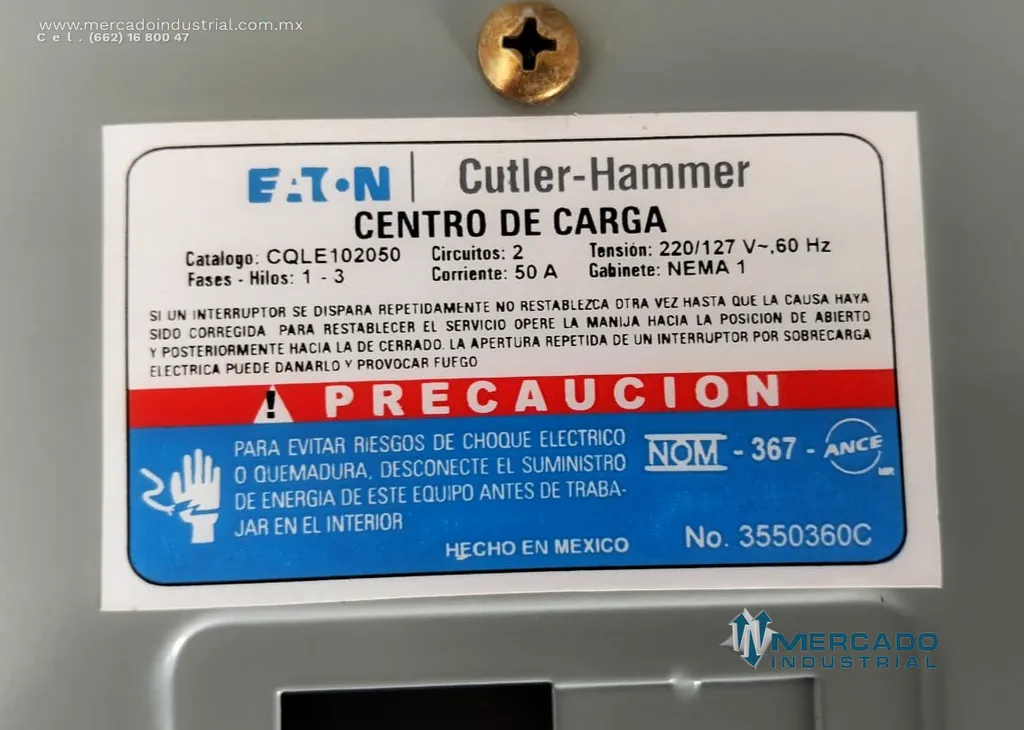 www.mercadoindustrial.com.mx
Cel. (662) 16 800 47
EATON | Cutler-Hammer
CENTRO DE CARGA
Catalogo: CQLE102050 Circuitos: 2 Tensión: 220/127 V~,60 Hz
Fases - Hilos: 1 - 3 Corriente: 50 A Gabinete: NEMA 1
SI UN INTERRUPTOR SE DISPARA REPETIDAMENTE NO RESTABLEZCA OTRA VEZ HASTA QUE LA CAUSA HAYA
SIDO CORREGIDA PARA RESTABLECER EL SERVICIO OPERE LA MANIJA HACIA LA POSICION DE ABIERTO
Y POSTERIORMENTE HACIA LA DE CERRADO. LA APERTURA REPETIDA DE UN INTERRUPTOR POR SOBRECARGA
ELECTRICA PUEDE DANARLO Y PROVOCAR FUEGO
! PRECAUCION
PARA EVITAR RIESGOS DE CHOQUE ELECTRICO
O QUEMADURA, DESCONECTE EL SUMINISTRO
DE ENERGIA DE ESTE EQUIPO ANTES DE TRABA-
JAR EN EL INTERIOR
NOM - 367 - ANCE MR
HECHO EN MEXICO
No. 3550360C
MERCADO
INDUSTRIAL